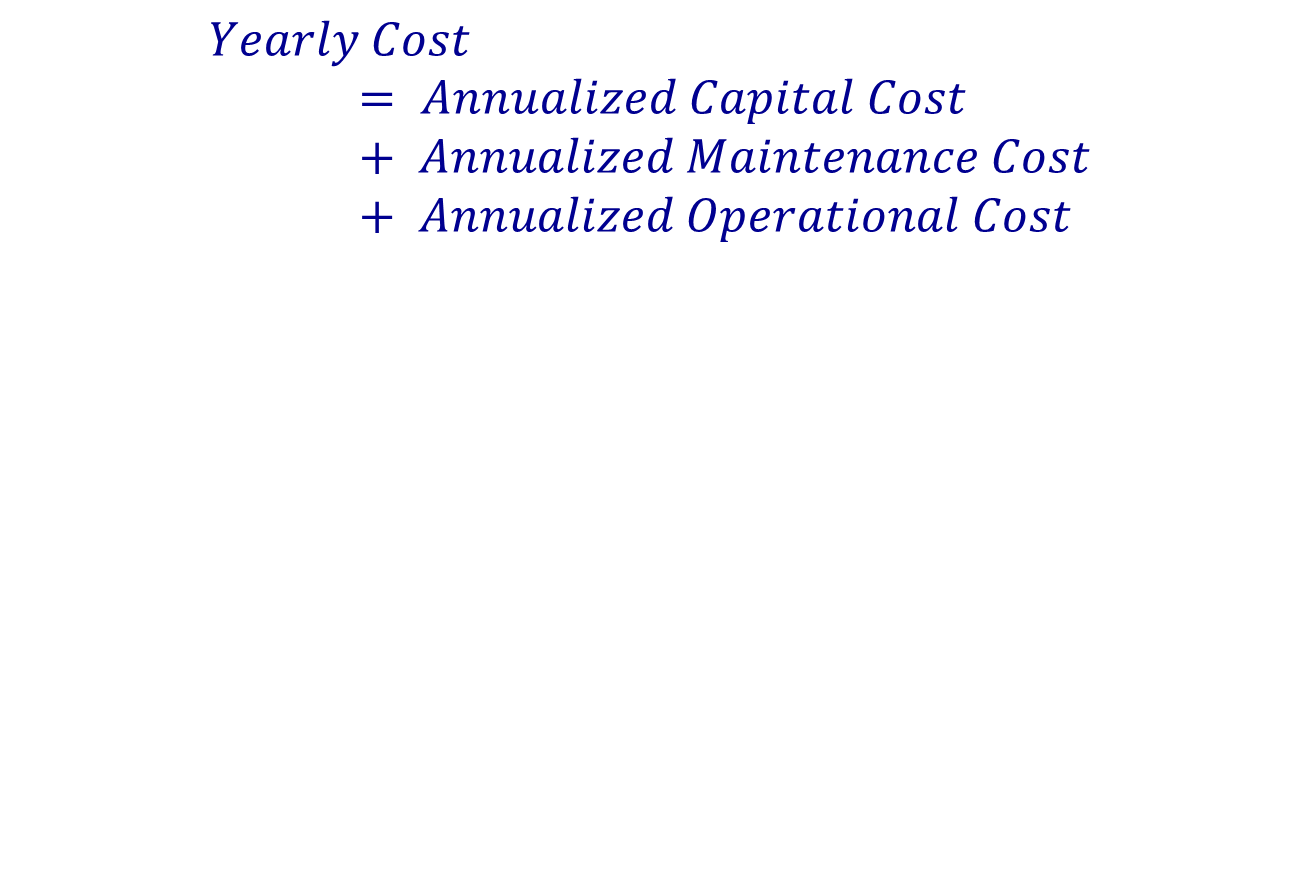 Yearly Cost
= Annualized Capital Cost
+ Annualized Maintenance Cost
+ Annualized Operational Cost